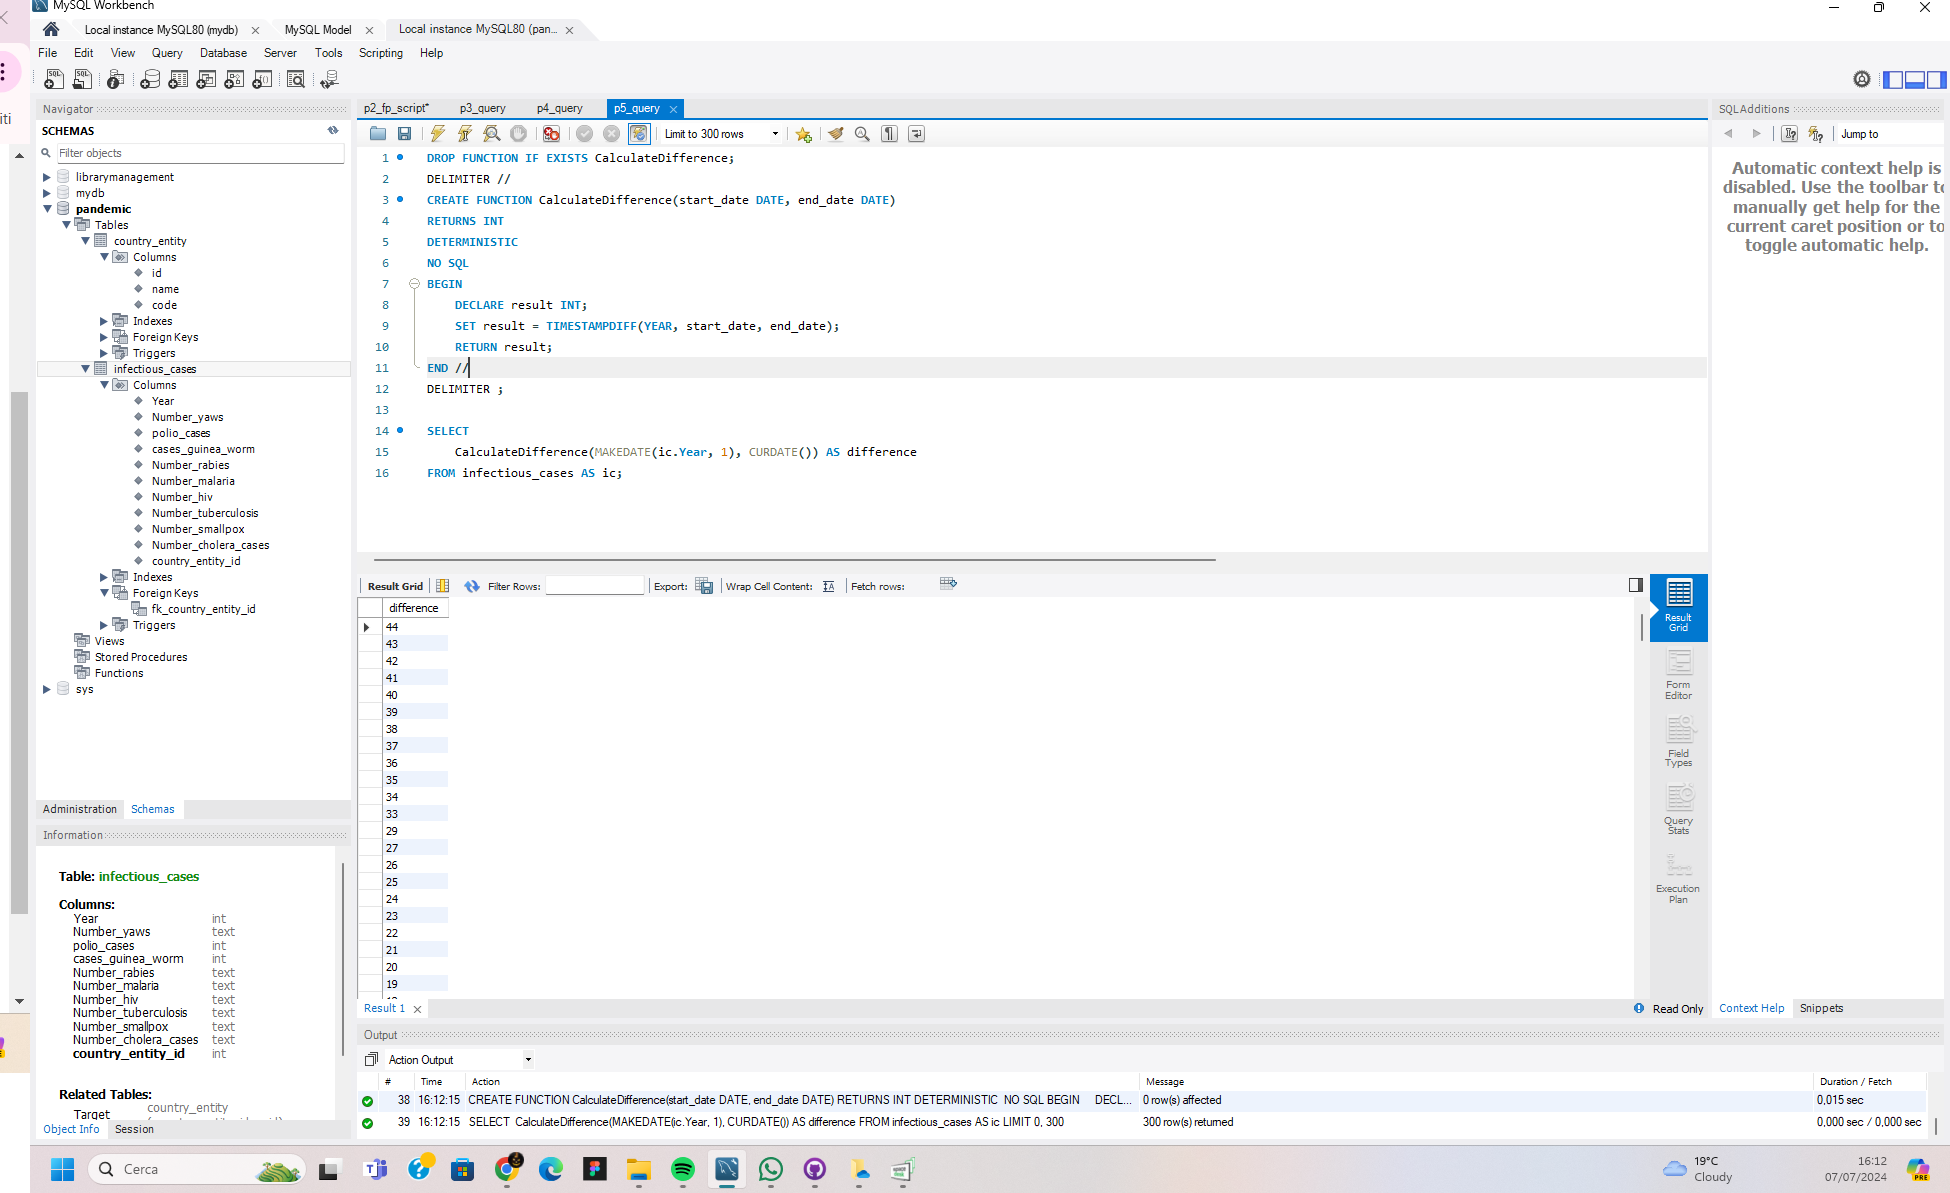 MySQL Workbench
Local instance MySQL80 (mydb)
MySQL Model
Local instance MySQL80 (pan...
File Edit View Query Database Server Tools Scripting Help
Navigator
SCHEMAS
Filter objects
librarymanagement
mydb
pandemic
Tables
country_entity
Columns
id
name
code
Indexes
Foreign Keys
Triggers
infectious_cases
Columns
Year
Number_yaws
polio_cases
cases_guinea_worm
Number_rabies
Number_malaria
Number_hiv
Number_tuberculosis
Number_smallpox
Number_cholera_cases
country_entity_id
Indexes
Foreign Keys
fk_country_entity_id
Triggers
Views
Stored Procedures
Functions
sys
Administration Schemas
Information
Table: infectious_cases
Columns:
Year int
Number_yaws text
polio_cases int
cases_guinea_worm int
Number_rabies text
Number_malaria text
Number_hiv text
Number_tuberculosis text
Number_smallpox text
Number_cholera_cases text
country_entity_id int
Related Tables:
Target country_entity
Object Info Session
p2_fp_script* p3_query p4_query p5_query
Limit to 300 rows
1 DROP FUNCTION IF EXISTS CalculateDifference;
2 DELIMITER //
3 CREATE FUNCTION CalculateDifference(start_date DATE, end_date DATE)
4 RETURNS INT
5 DETERMINISTIC
6 NO SQL
7 BEGIN
8 DECLARE result INT;
9 SET result = TIMESTAMPDIFF(YEAR, start_date, end_date);
10 RETURN result;
11 END //
12 DELIMITER ;
13
14 SELECT
15 CalculateDifference(MAKEDATE(ic.Year, 1), CURDATE()) AS difference
16 FROM infectious_cases AS ic;
Result Grid Filter Rows: Export: Wrap Cell Content: Fetch rows:
difference
44
43
42
41
40
39
38
37
36
35
34
33
29
27
26
25
24
23
22
21
20
19
Result Grid
Form Editor
Field Types
Query Stats
Execution Plan
Result 1
Read Only
Output
Action Output
# Time Action Message Duration / Fetch
38 16:12:15 CREATE FUNCTION CalculateDifference(start_date DATE, end_date DATE) RETURNS INT DETERMINISTIC NO SQL BEGIN DECL... 0 row(s) affected 0,015 sec
39 16:12:15 SELECT CalculateDifference(MAKEDATE(ic.Year, 1), CURDATE()) AS difference FROM infectious_cases AS ic LIMIT 0, 300 300 row(s) returned 0,000 sec / 0,000 sec
SQLAdditions
Jump to
Automatic context help is
disabled. Use the toolbar to
manually get help for the
current caret position or to
toggle automatic help.
Context Help Snippets
iti
Cerca
19°C
Cloudy
16:12
07/07/2024
PRE